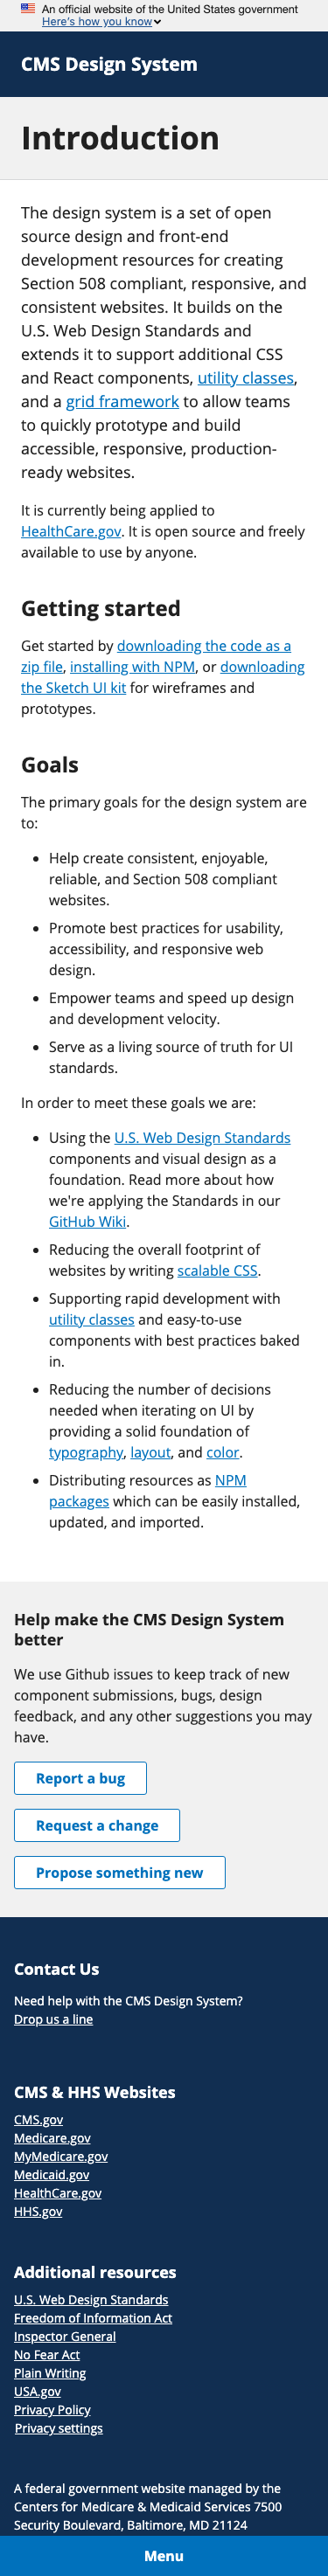 An official website of the United States government
Here's how you know
CMS Design System
Introduction
The design system is a set of open
source design and front-end
development resources for creating
Section 508 compliant, responsive, and
consistent websites. It builds on the
U.S. Web Design Standards and
extends it to support additional CSS
and React components, utility classes,
and a grid framework to allow teams
to quickly prototype and build
accessible, responsive, production-
ready websites.
It is currently being applied to
HealthCare.gov. It is open source and freely
available to use by anyone.
Getting started
Get started by downloading the code as a
zip file, installing with NPM, or downloading
the Sketch UI kit for wireframes and
prototypes.
Goals
The primary goals for the design system are
to:
• Help create consistent, enjoyable,
reliable, and Section 508 compliant
websites.
• Promote best practices for usability,
accessibility, and responsive web
design.
• Empower teams and speed up design
and development velocity.
• Serve as a living source of truth for UI
standards.
In order to meet these goals we are:
• Using the U.S. Web Design Standards
components and visual design as a
foundation. Read more about how
we're applying the Standards in our
GitHub Wiki.
• Reducing the overall footprint of
websites by writing scalable CSS.
• Supporting rapid development with
utility classes and easy-to-use
components with best practices baked
in.
• Reducing the number of decisions
needed when iterating on UI by
providing a solid foundation of
typography, layout, and color.
• Distributing resources as NPM
packages which can be easily installed,
updated, and imported.
Help make the CMS Design System
better
We use Github issues to keep track of new
component submissions, bugs, design
feedback, and any other suggestions you may
have.
Report a bug
Request a change
Propose something new
Contact Us
Need help with the CMS Design System?
Drop us a line
CMS & HHS Websites
CMS.gov
Medicare.gov
MyMedicare.gov
Medicaid.gov
HealthCare.gov
HHS.gov
Additional resources
U.S. Web Design Standards
Freedom of Information Act
Inspector General
No Fear Act
Plain Writing
USA.gov
Privacy Policy
Privacy settings
A federal government website managed by the
Centers for Medicare & Medicaid Services 7500
Security Boulevard, Baltimore, MD 21124
Menu